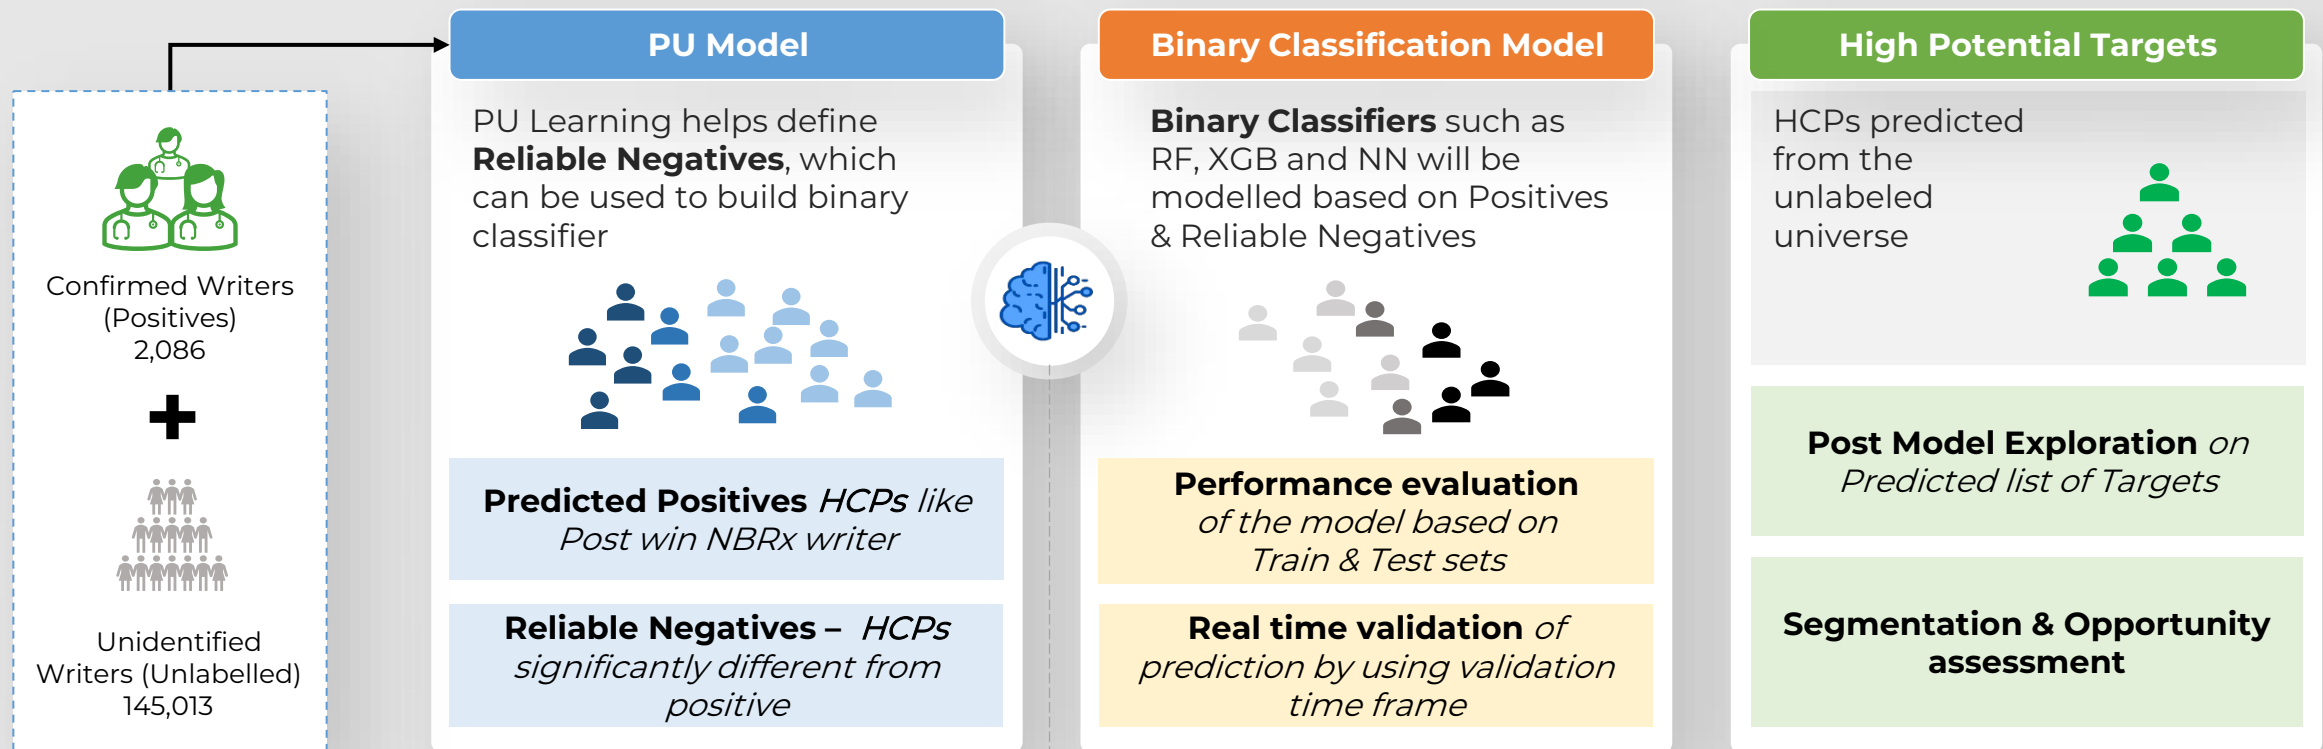 Confirmed Writers
(Positives)
2,086
+
Unidentified
Writers (Unlabelled)
145,013
PU Model
PU Learning helps define
Reliable Negatives, which
can be used to build binary
classifier
Predicted Positives HCPs like
Post win NBRx writer
Reliable Negatives – HCPs
significantly different from
positive
Binary Classification Model
Binary Classifiers such as
RF, XGB and NN will be
modelled based on Positives
& Reliable Negatives
Performance evaluation
of the model based on
Train & Test sets
Real time validation of
prediction by using validation
time frame
High Potential Targets
HCPs predicted
from the
unlabeled
universe
Post Model Exploration on
Predicted list of Targets
Segmentation & Opportunity
assessment